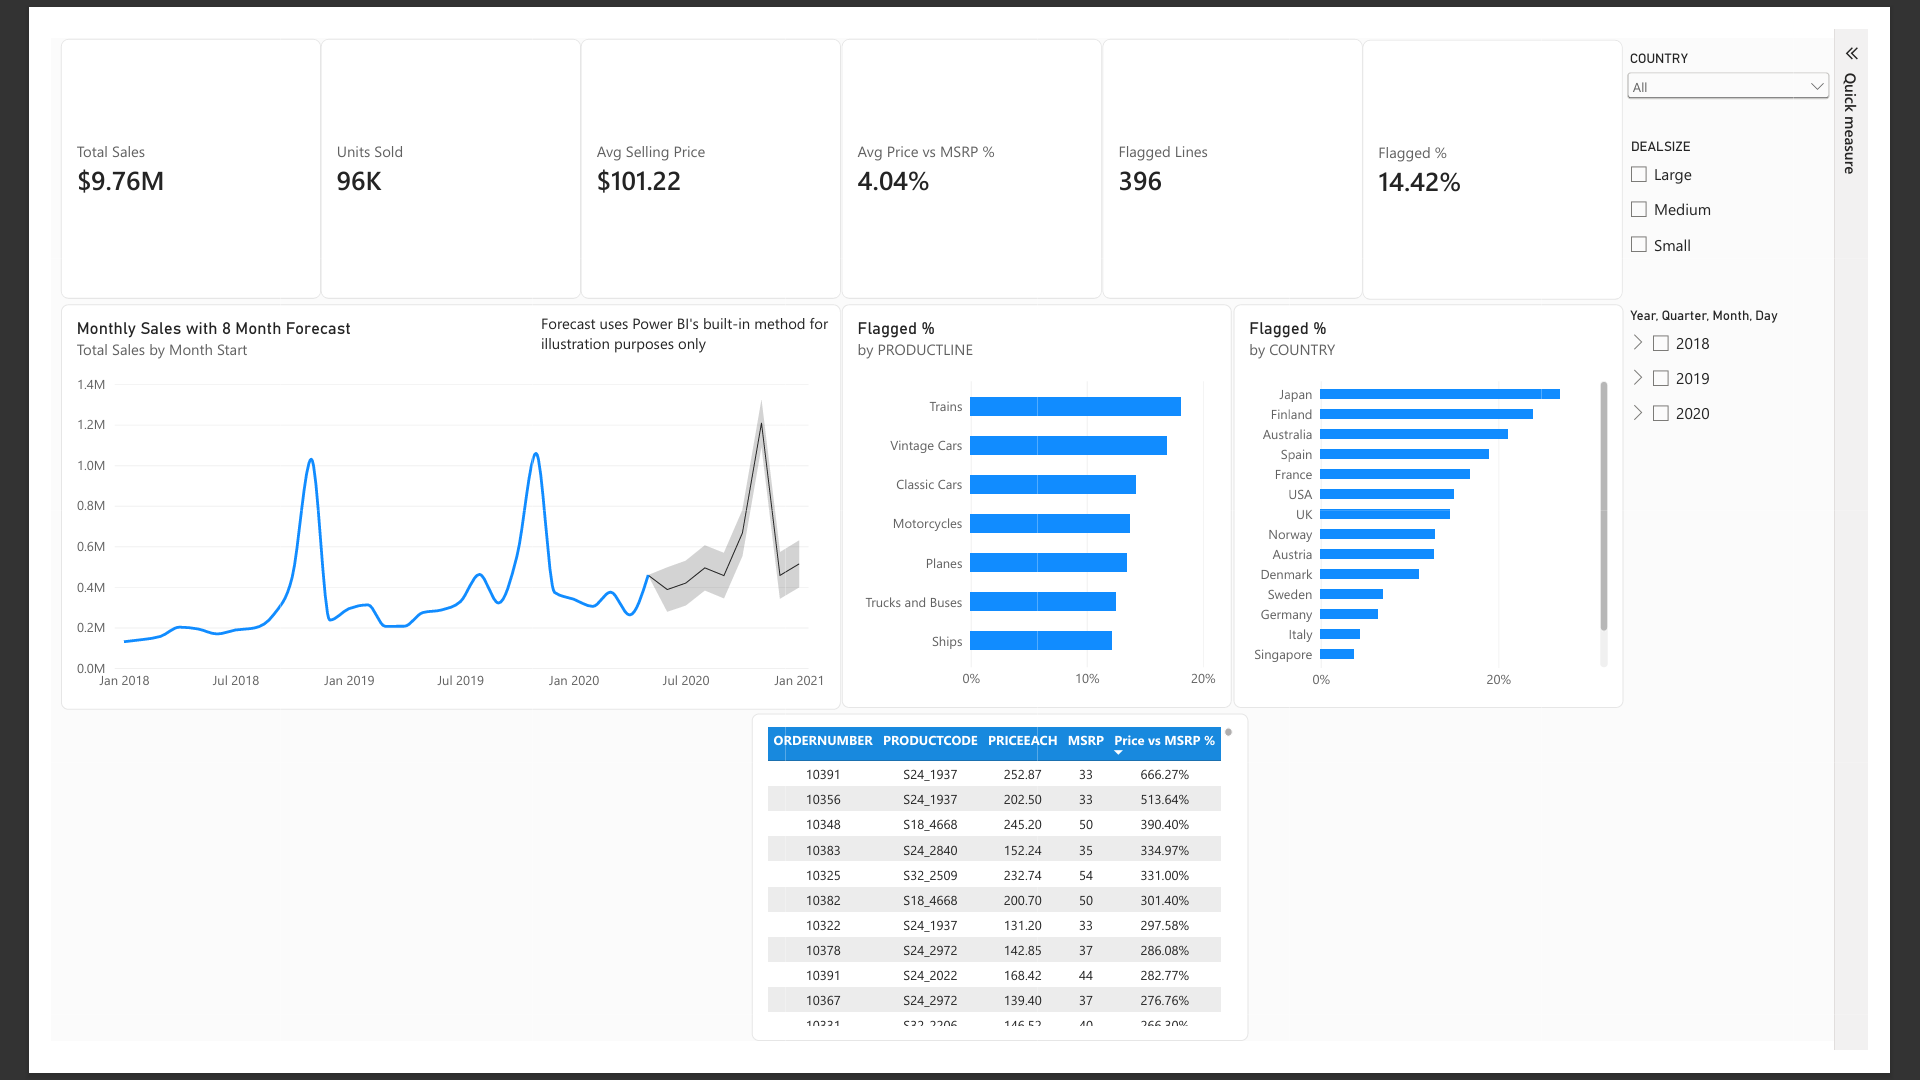 Total Sales
$9.76M
Units Sold
96K
Avg Selling Price
$101.22
Avg Price vs MSRP %
4.04%
Flagged Lines
396
Flagged %
14.42%
COUNTRY
All
DEALSIZE
Large
Medium
Small
Year, Quarter, Month, Day
2018
2019
2020
Quick measure
Monthly Sales with 8 Month Forecast
Total Sales by Month Start
Forecast uses Power BI's built-in method for
illustration purposes only
1.4M
1.2M
1.0M
0.8M
0.6M
0.4M
0.2M
0.0M
Jan 2018 Jul 2018 Jan 2019 Jul 2019 Jan 2020 Jul 2020 Jan 2021
Flagged %
by PRODUCTLINE
Trains
Vintage Cars
Classic Cars
Motorcycles
Planes
Trucks and Buses
Ships
0% 10% 20%
Flagged %
by COUNTRY
Japan
Finland
Australia
Spain
France
USA
UK
Norway
Austria
Denmark
Sweden
Germany
Italy
Singapore
0% 20%
ORDERNUMBER PRODUCTCODE PRICEEACH MSRP Price vs MSRP %
10391 S24_1937 252.87 33 666.27%
10356 S24_1937 202.50 33 513.64%
10348 S18_4668 245.20 50 390.40%
10383 S24_2840 152.24 35 334.97%
10325 S32_2509 232.74 54 331.00%
10382 S18_4668 200.70 50 301.40%
10322 S24_1937 131.20 33 297.58%
10378 S24_2972 142.85 37 286.08%
10391 S24_2022 168.42 44 282.77%
10367 S24_2972 139.40 37 276.76%
10331 S32_2206 146.52 40 266.30%